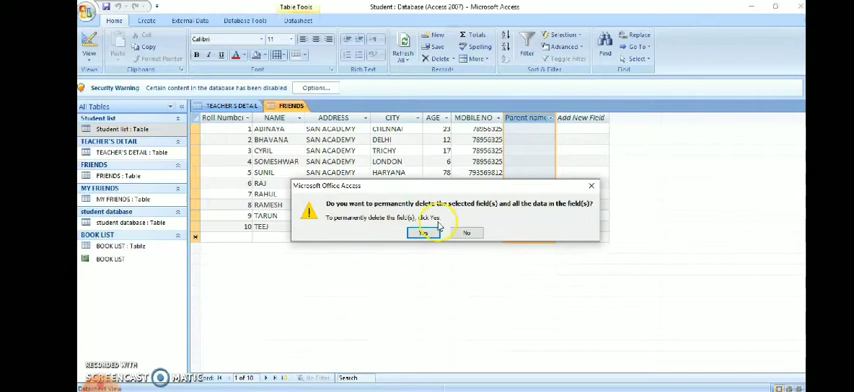 Table Tools
Student : Database (Access 2007) - Microsoft Access
Home Create External Data Database Tools Datasheet
View Paste Cut Copy Format Painter Calibri 11 Refresh All New Save Delete Totals Spelling More Filter Selection Advanced Find Replace Go To Select
Views Clipboard Font Rich Text Records Sort & Filter Find
Security Warning Certain content in the database has been disabled Options...
All Tables
Student list
Student list : Table
TEACHER'S DETAIL
TEACHER'S DETAIL : Table
FRIENDS
FRIENDS : Table
MY FRIENDS
MY FRIENDS : Table
student database
student database : Table
BOOK LIST
BOOK LIST : Table
BOOK LIST
TEACHER'S DETAIL FRIENDS
Roll Number NAME ADDRESS CITY AGE MOBILE NO Parent name Add New Field
1 ABINAYA SAN ACADEMY CHENNAI 23 78956325
2 BHAVANA SAN ACADEMY DELHI 12 78956325
3 CYRIL SAN ACADEMY TRICHY 17 78956325
4 SOMESHWAR SAN ACADEMY LONDON 6 78956325
5 SUNIL SAN ACADEMY HARYANA 78 793569812
6 RAJ
7 RAHUL
8 RAMESH
9 TARUN
10 TEEJ
Microsoft Office Access
Do you want to permanently delete the selected field(s) and all the data in the field(s)?
To permanently delete the field(s), click Yes.
Yes No
RECORDED WITH
SCREENCAST MATIC
Record: 1 of 10 No Filter Search
Datasheet View